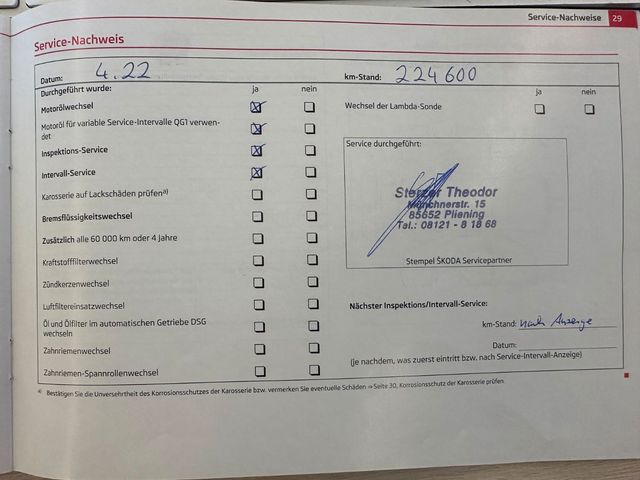 Service-Nachweise 29
Service-Nachweis
Datum: 4.22
km-Stand: 224600
Durchgeführt wurde: ja nein
Motorölwechsel
Motoröl für variable Service-Intervalle QG1 verwen-
det
Inspektions-Service
Intervall-Service
Karosserie auf Lackschäden prüfena)
Bremsflüssigkeitswechsel
Zusätzlich alle 60 000 km oder 4 Jahre
Kraftstofffilterwechsel
Zündkerzenwechsel
Luftfiltereinsatzwechsel
Öl und Ölfilter im automatischen Getriebe DSG
wechseln
Zahnriemenwechsel
Zahnriemen-Spannrollenwechsel
ja nein
Wechsel der Lambda-Sonde
Service durchgeführt:
Sterzer Theodor
Münchnerstr. 15
85652 Pliening
Tel.: 08121 - 8 18 68
Stempel ŠKODA Servicepartner
Nächster Inspektions/Intervall-Service:
km-Stand: nach Anzeige
Datum:
(je nachdem, was zuerst eintritt bzw. nach Service-Intervall-Anzeige)
a) Bestätigen Sie die Unversehrtheit des Korrosionsschutzes der Karosserie bzw. vermerken Sie eventuelle Schäden ⇒ Seite 30, Korrosionsschutz der Karosserie prüfen.